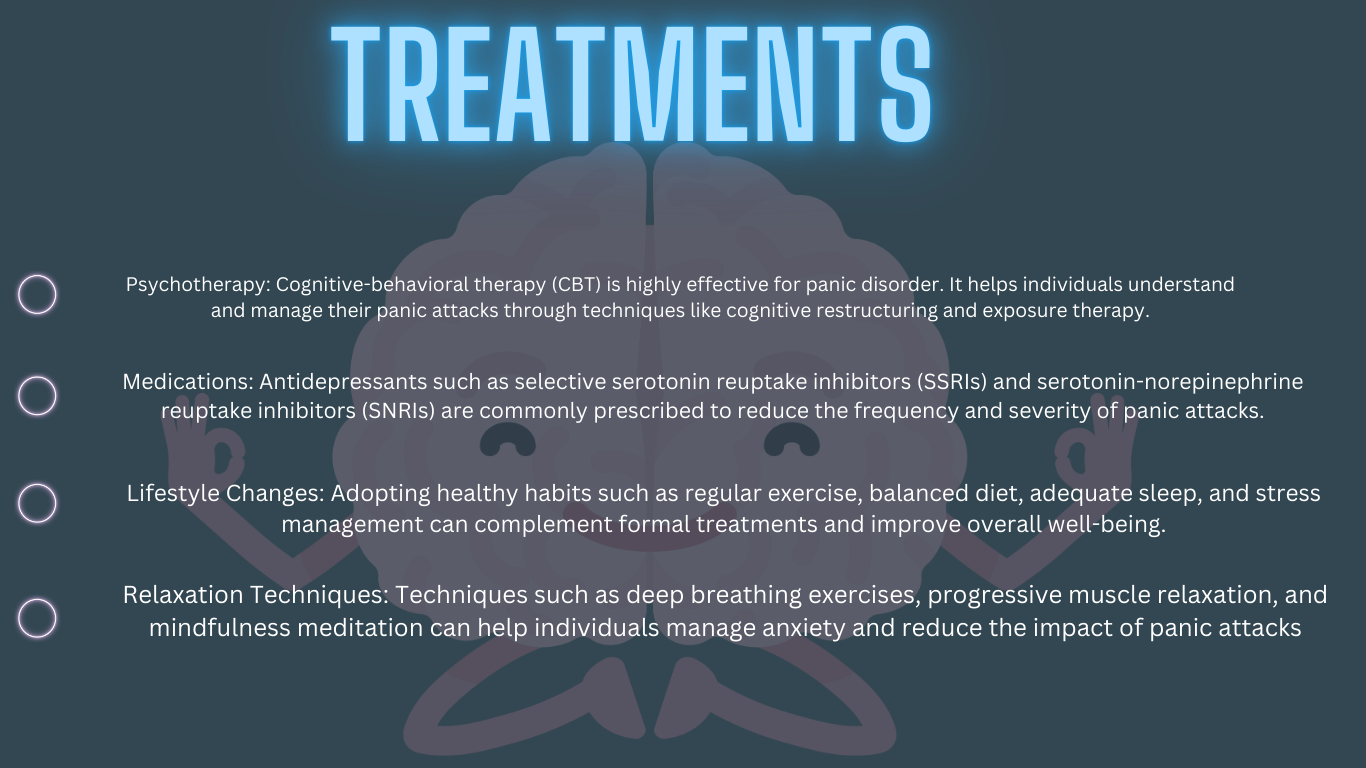 TREATMENTS
Psychotherapy: Cognitive-behavioral therapy (CBT) is highly effective for panic disorder. It helps individuals understand
and manage their panic attacks through techniques like cognitive restructuring and exposure therapy.
Medications: Antidepressants such as selective serotonin reuptake inhibitors (SSRIs) and serotonin-norepinephrine
reuptake inhibitors (SNRIs) are commonly prescribed to reduce the frequency and severity of panic attacks.
Lifestyle Changes: Adopting healthy habits such as regular exercise, balanced diet, adequate sleep, and stress
management can complement formal treatments and improve overall well-being.
Relaxation Techniques: Techniques such as deep breathing exercises, progressive muscle relaxation, and
mindfulness meditation can help individuals manage anxiety and reduce the impact of panic attacks